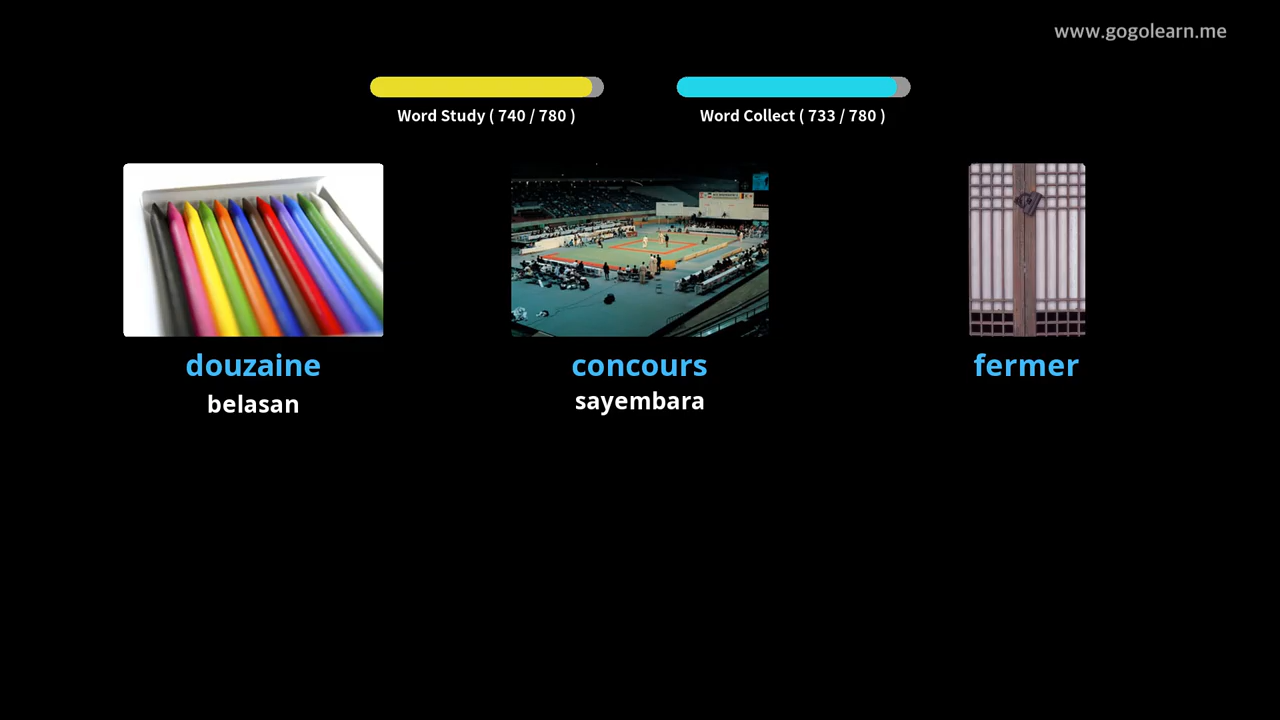 www.gogolearn.me
Word Study ( 740 / 780 )
Word Collect ( 733 / 780 )
douzaine
belasan
concours
sayembara
fermer